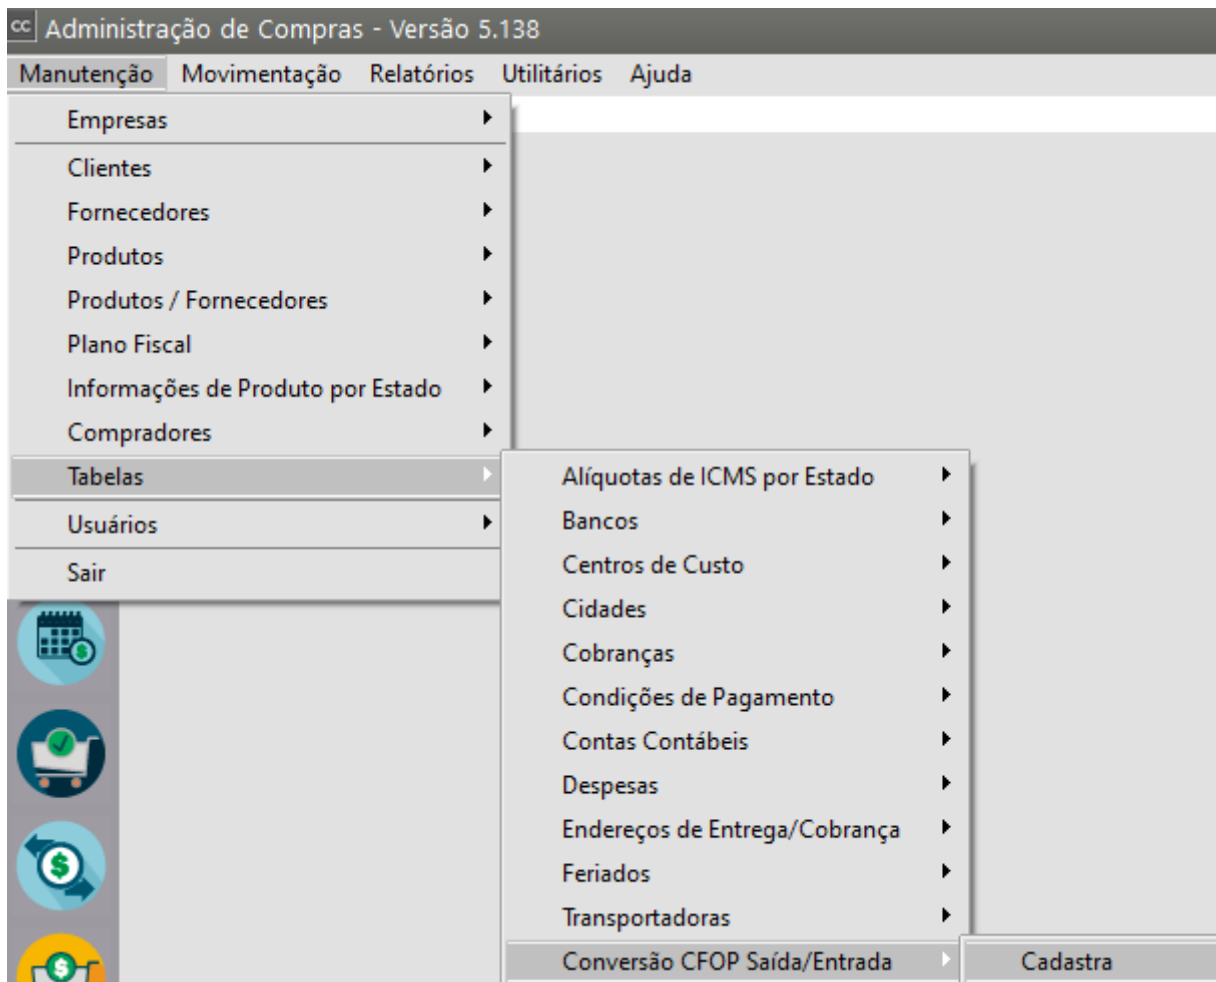 cc Administração de Compras - Versão 5.138
Manutenção Movimentação Relatórios Utilitários Ajuda
Empresas
Clientes
Fornecedores
Produtos
Produtos / Fornecedores
Plano Fiscal
Informações de Produto por Estado
Compradores
Tabelas
Usuários
Sair
Alíquotas de ICMS por Estado
Bancos
Centros de Custo
Cidades
Cobranças
Condições de Pagamento
Contas Contábeis
Despesas
Endereços de Entrega/Cobrança
Feriados
Transportadoras
Conversão CFOP Saída/Entrada
Cadastra
$
$
$